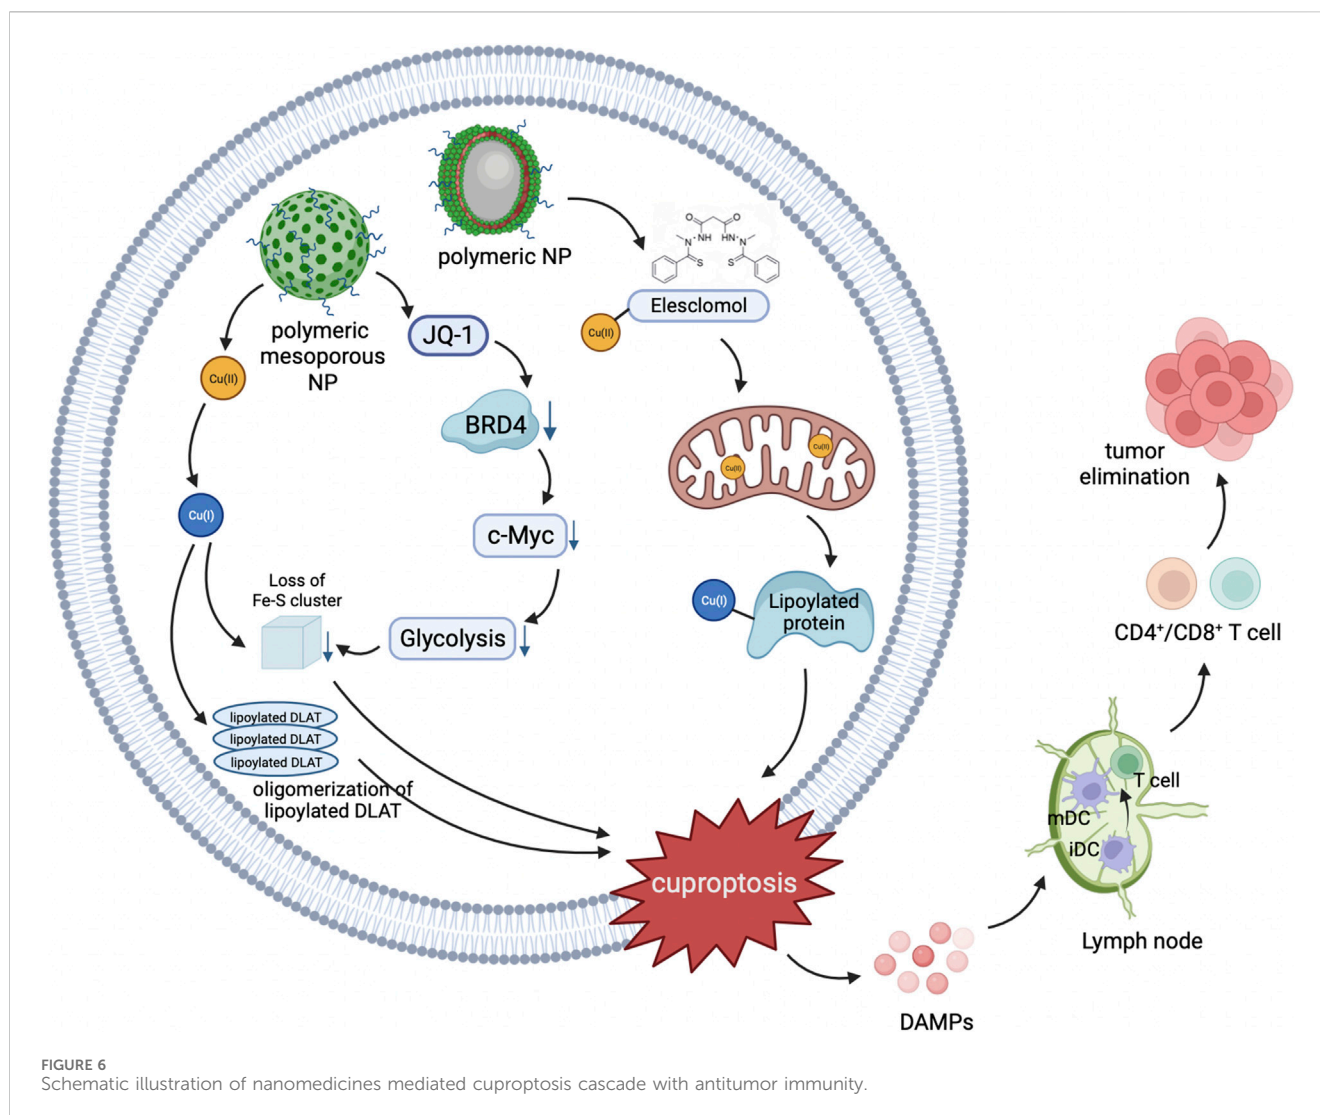 polymeric NP
O
O
N
NH
HN
N
S
S
Elesclomol
Cu(II)
polymeric
mesoporous
NP
JQ-1
Cu(II)
BRD4
Cu(II)
Cu(II)
c-Myc
Cu(I)
Loss of
Fe-S cluster
Glycolysis
Cu(I)
Lipoylated
protein
lipoylated DLAT
lipoylated DLAT
lipoylated DLAT
oligomerization of
lipoylated DLAT
cuproptosis
DAMPs
T cell
mDC
iDC
Lymph node
CD4⁺/CD8⁺ T cell
tumor
elimination
FIGURE 6
Schematic illustration of nanomedicines mediated cuproptosis cascade with antitumor immunity.